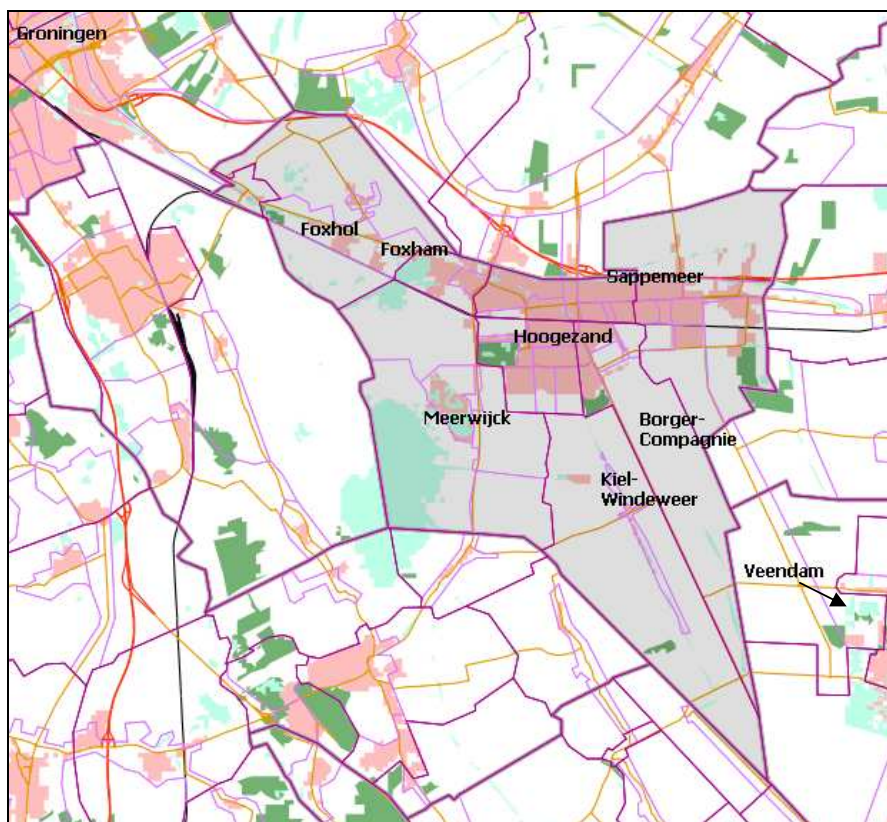 Groningen
Foxhol
Foxham
Sappemeer
Hoogezand
Meerwijck
Borger-
Compagnie
Kiel-
Windeweer
Veendam